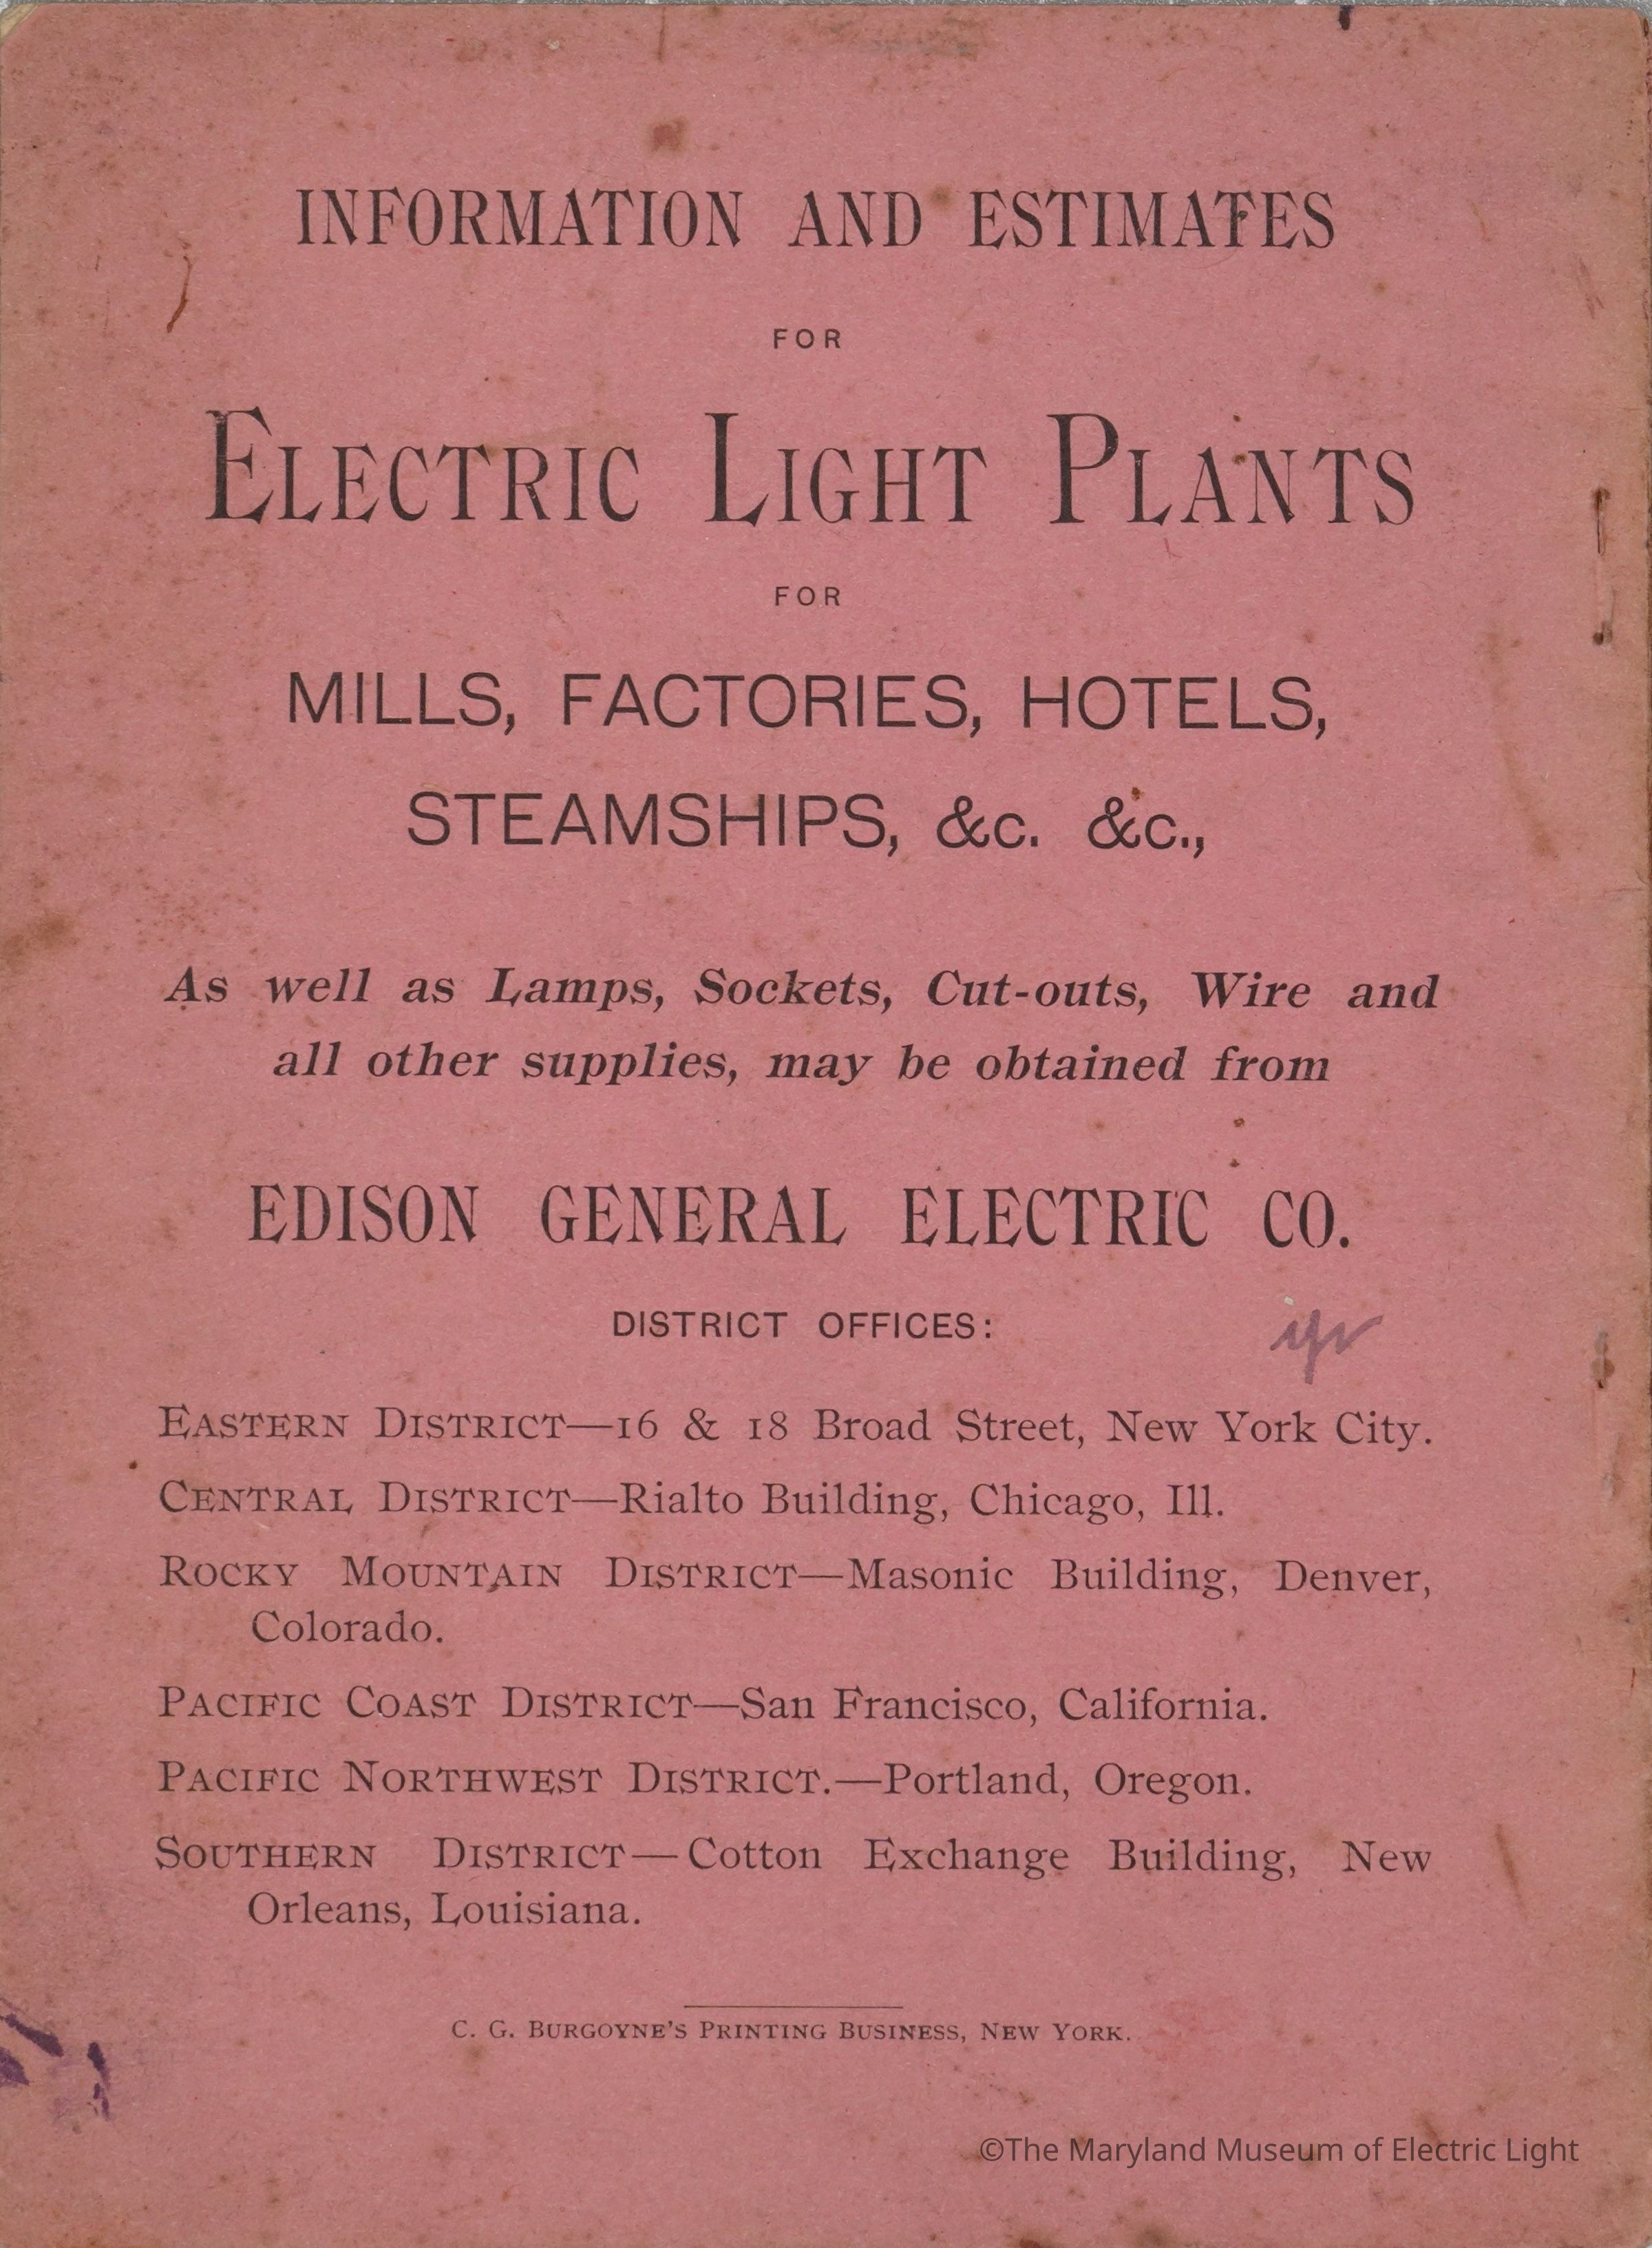 INFORMATION AND ESTIMATES
FOR
ELECTRIC LIGHT PLANTS
FOR
MILLS, FACTORIES, HOTELS,
STEAMSHIPS, &c. &c.,
As well as Lamps, Sockets, Cut-outs, Wire and
all other supplies, may be obtained from
EDISON GENERAL ELECTRIC CO.
DISTRICT OFFICES:
EASTERN DISTRICT—16 & 18 Broad Street, New York City.
CENTRAL DISTRICT—Rialto Building, Chicago, Ill.
ROCKY MOUNTAIN DISTRICT—Masonic Building, Denver,
Colorado.
PACIFIC COAST DISTRICT—San Francisco, California.
PACIFIC NORTHWEST DISTRICT.—Portland, Oregon.
SOUTHERN DISTRICT—Cotton Exchange Building, New
Orleans, Louisiana.
C. G. BURGOYNE'S PRINTING BUSINESS, NEW YORK.
©The Maryland Museum of Electric Light